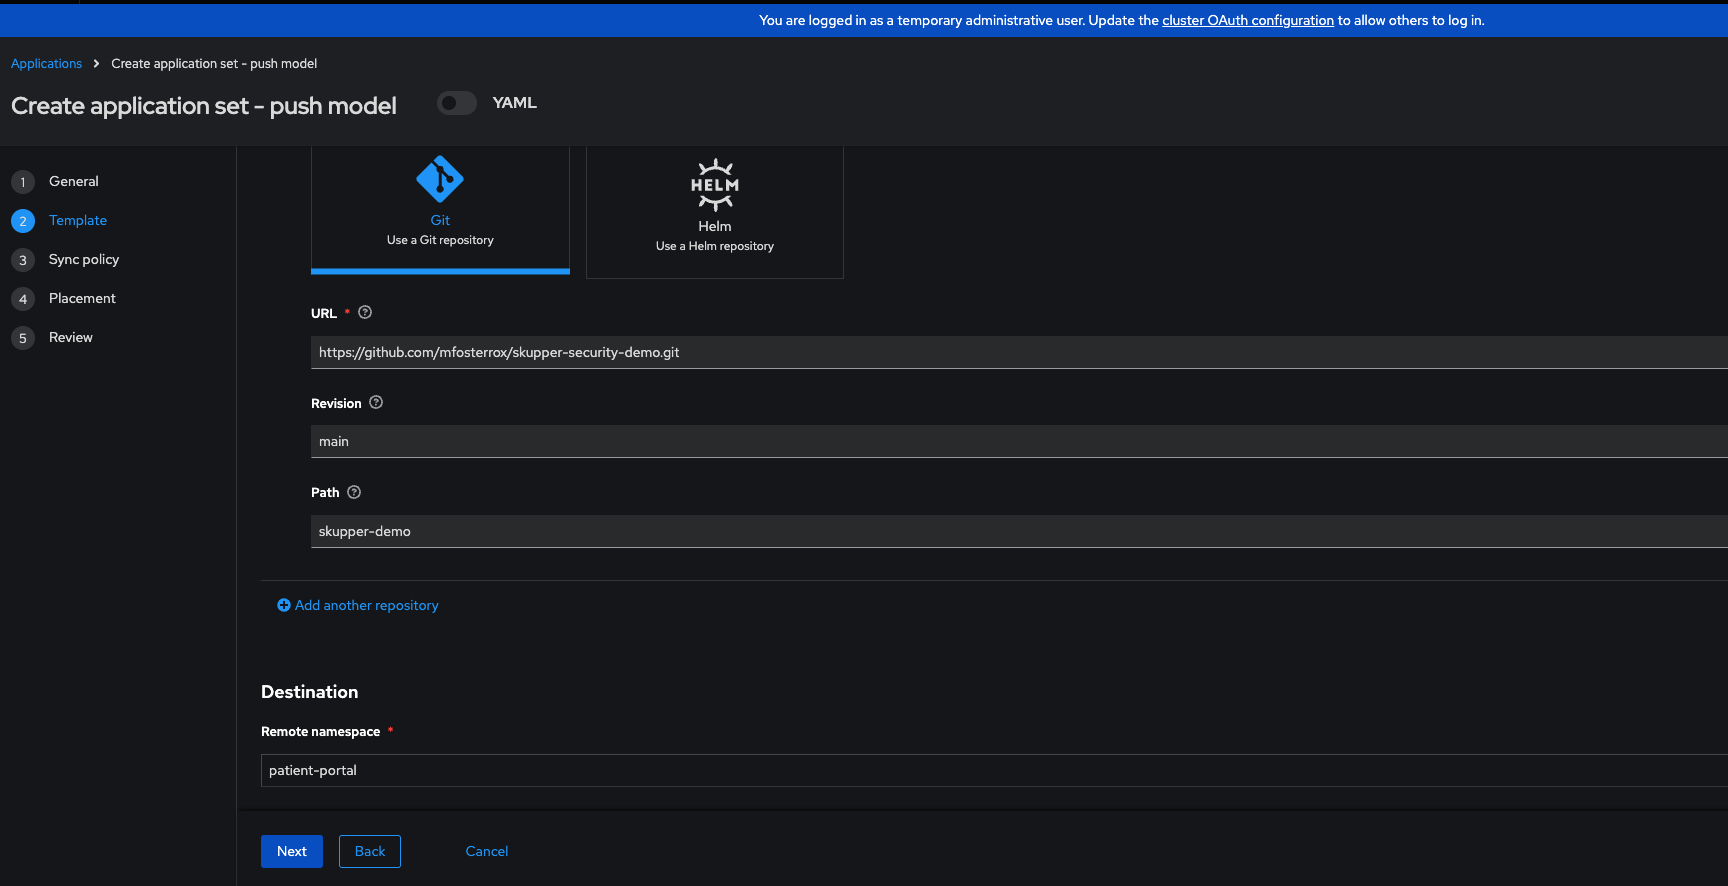 You are logged in as a temporary administrative user. Update the cluster OAuth configuration to allow others to log in.
Applications > Create application set - push model
Create application set - push model
YAML
1 General
2 Template
3 Sync policy
4 Placement
5 Review
Git
Use a Git repository
HELM
Helm
Use a Helm repository
URL *
https://github.com/mfosterrox/skupper-security-demo.git
Revision
main
Path
skupper-demo
Add another repository
Destination
Remote namespace *
patient-portal
Next
Back
Cancel